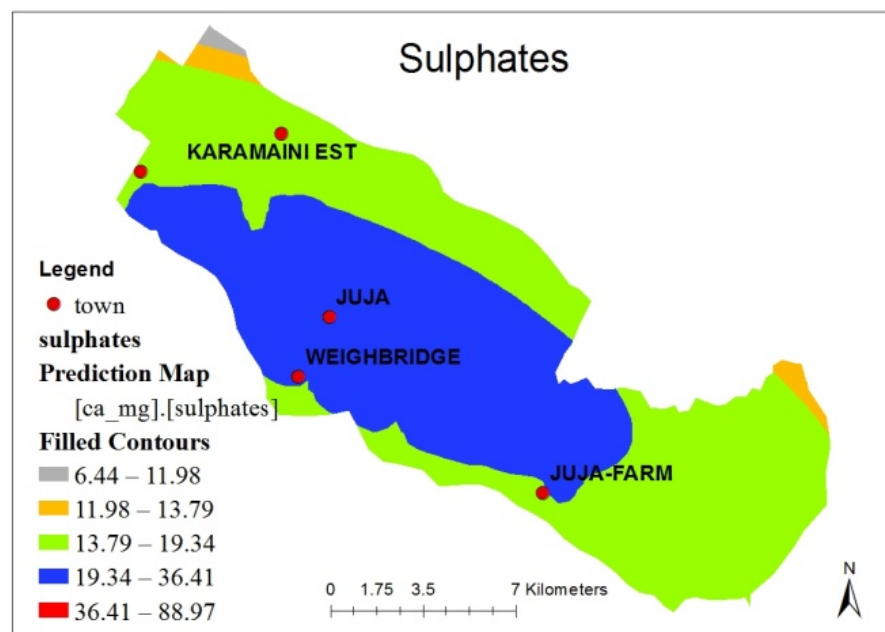 Sulphates
KARAMAINI EST
JUJA
WEIGHBRIDGE
JUJA-FARM
Legend
town
sulphates
Prediction Map
[ca_mg].[sulphates]
Filled Contours
6.44 – 11.98
11.98 – 13.79
13.79 – 19.34
19.34 – 36.41
36.41 – 88.97
0 1.75 3.5 7 Kilometers
N